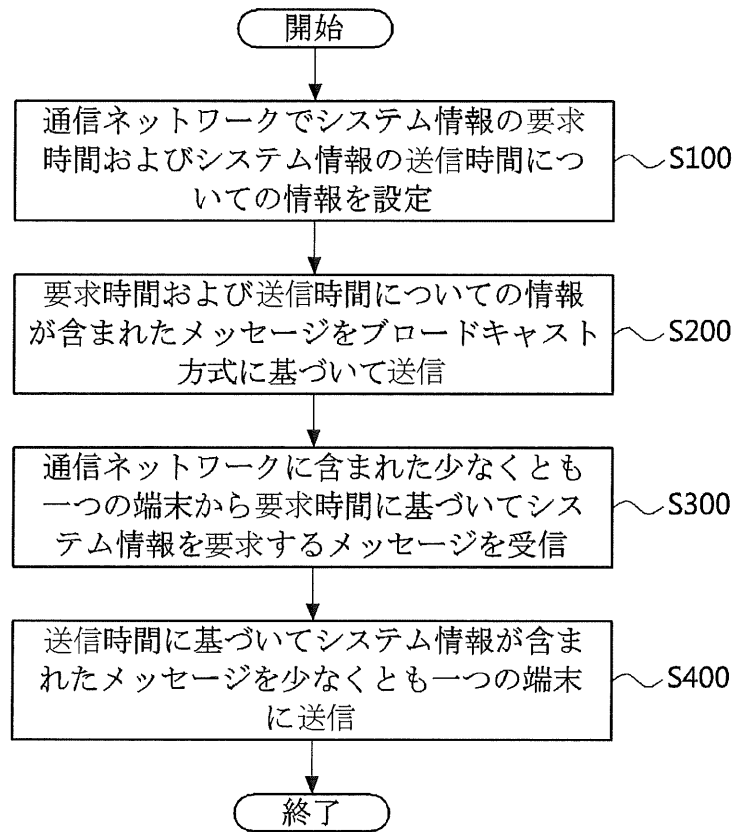 開始
通信ネットワークでシステム情報の要求
時間およびシステム情報の送信時間につ
いての情報を設定
S100
要求時間および送信時間についての情報
が含まれたメッセージをブロードキャスト
方式に基づいて送信
S200
通信ネットワークに含まれた少なくとも
一つの端末から要求時間に基づいてシス
テム情報を要求するメッセージを受信
S300
送信時間に基づいてシステム情報が含ま
れたメッセージを少なくとも一つの端末
に送信
S400
終了